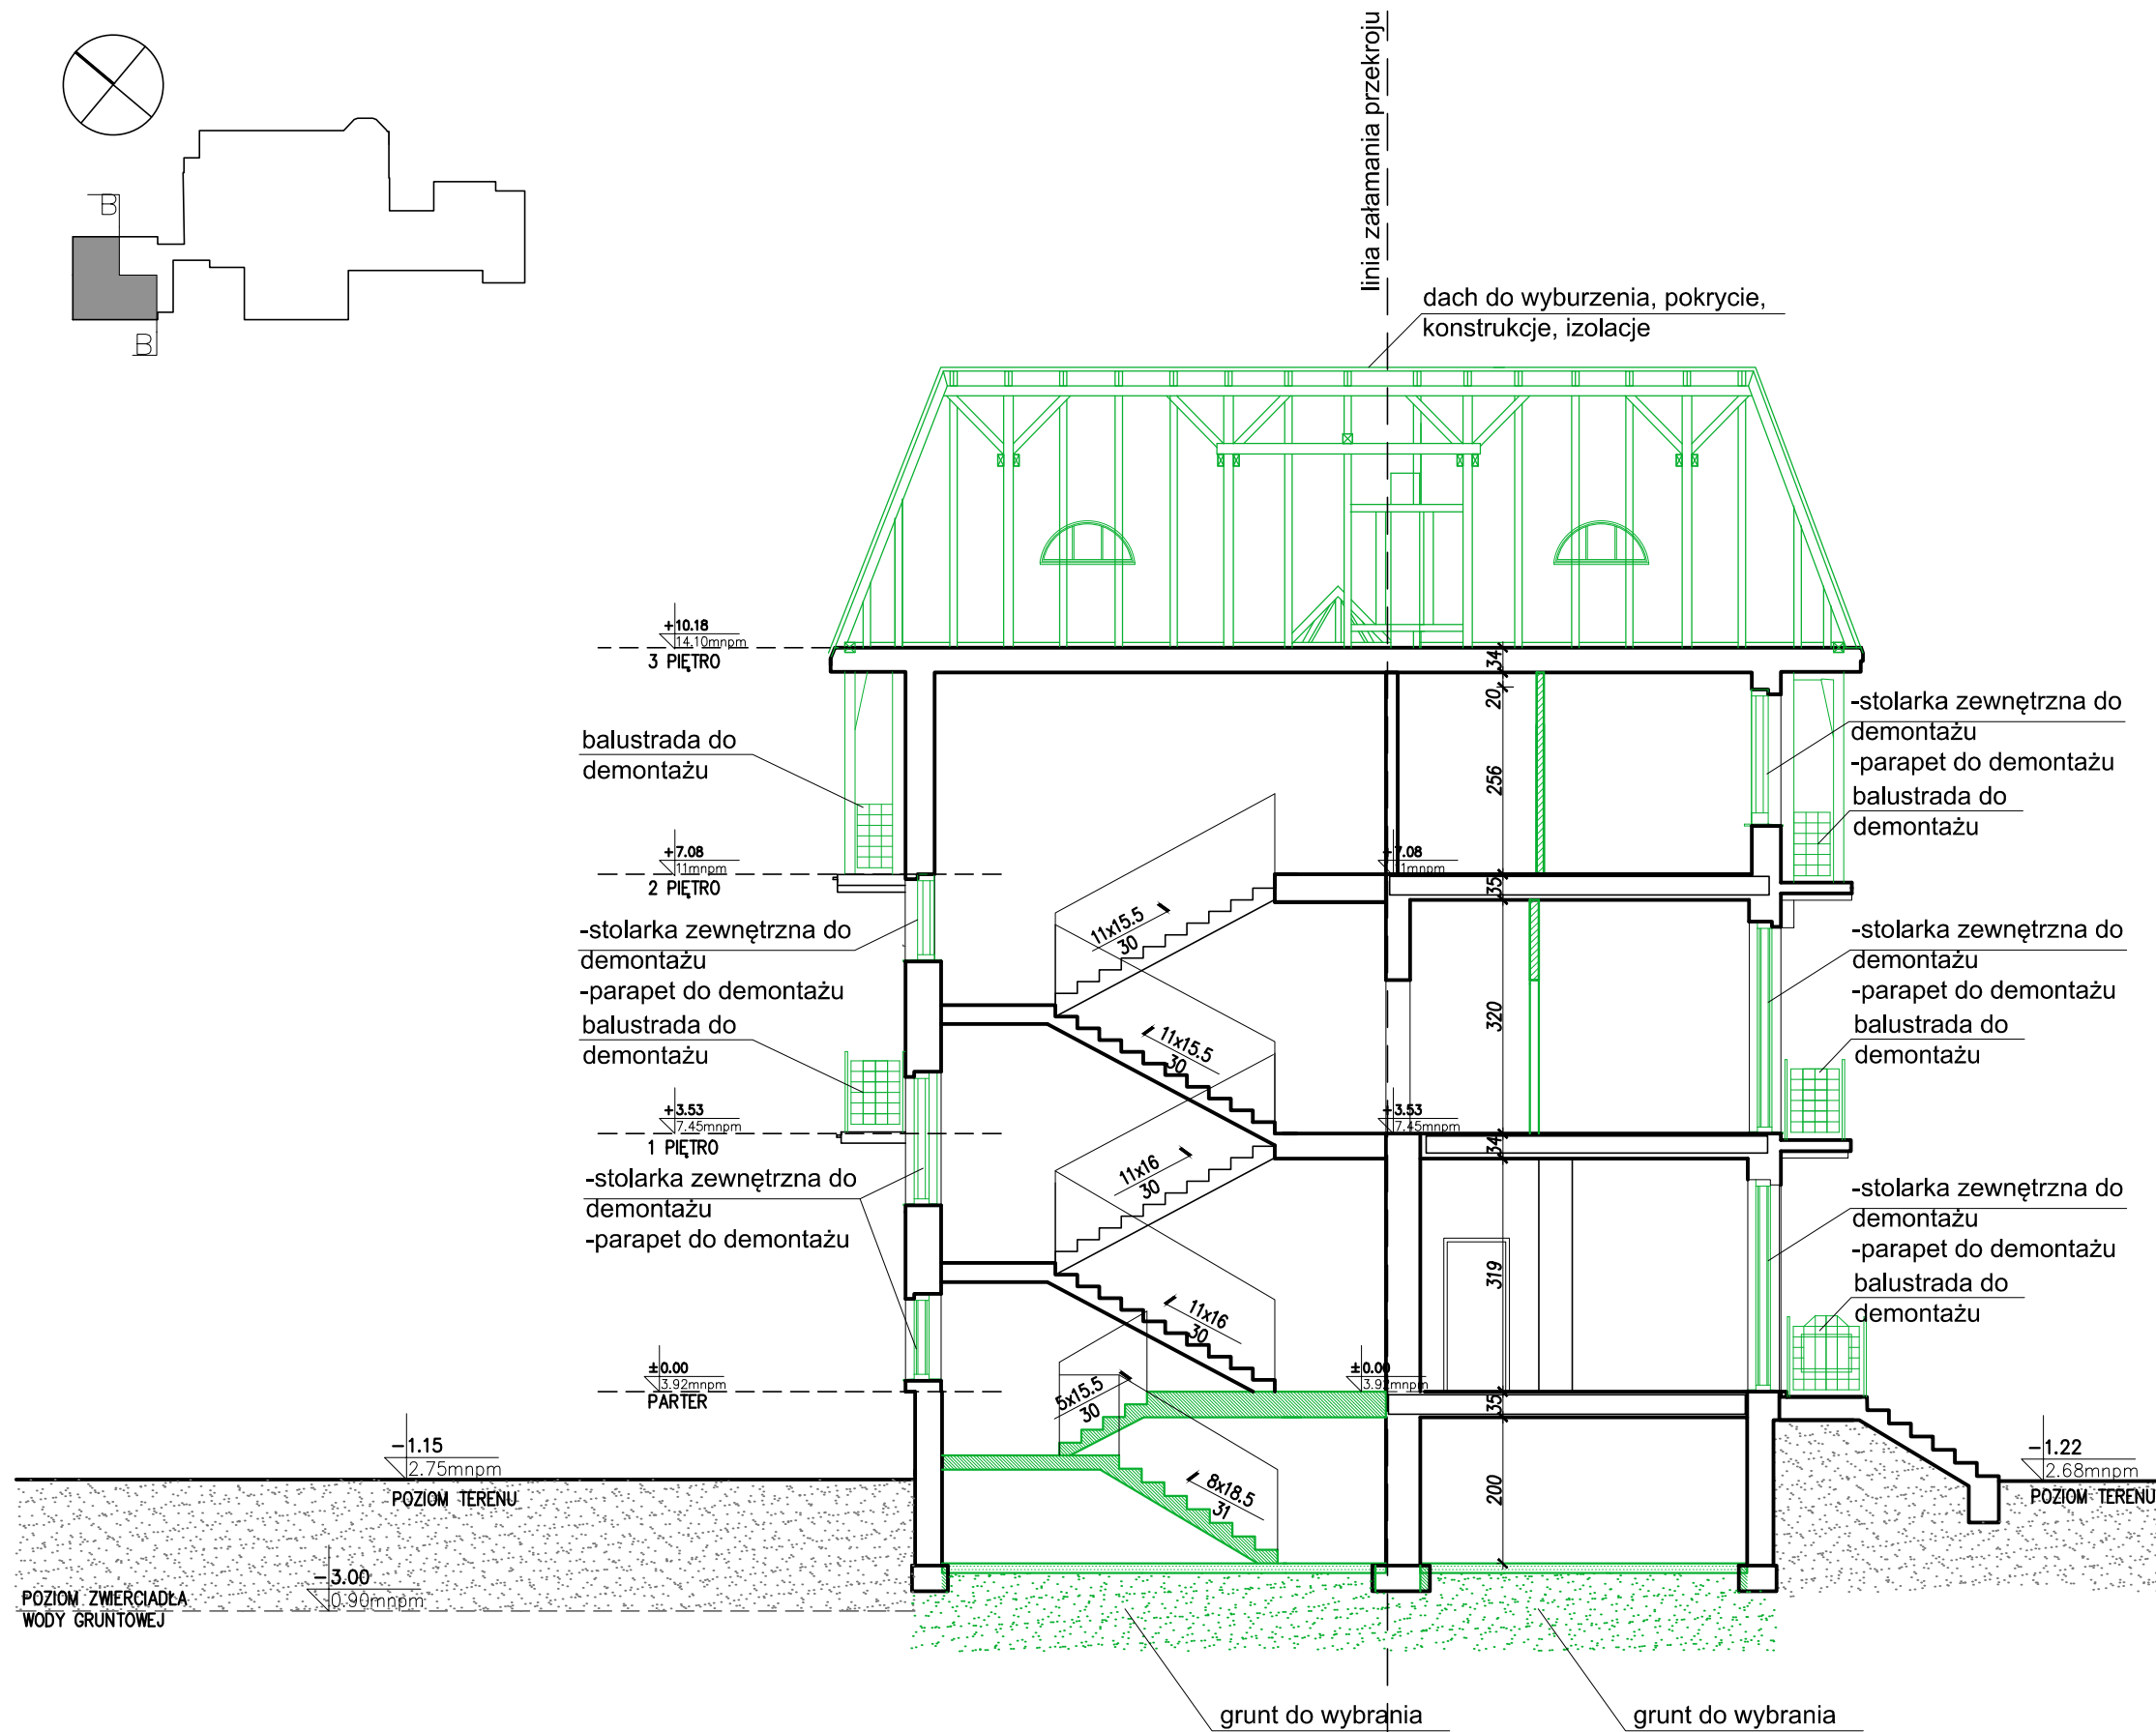 linia załamania przekroju
B
B
dach do wyburzenia, pokrycie,
konstrukcje, izolacje
+10.18
14.10mnpm
3 PIĘTRO
34
20
256
-stolarka zewnętrzna do
demontażu
-parapet do demontażu
balustrada do
demontażu
balustrada do
demontażu
+7.08
11mnpm
2 PIĘTRO
+7.08
11mnpm
35
-stolarka zewnętrzna do
demontażu
-parapet do demontażu
balustrada do
demontażu
11x15.5
30
11x15.5
30
320
-stolarka zewnętrzna do
demontażu
-parapet do demontażu
balustrada do
demontażu
+3.53
7.45mnpm
1 PIĘTRO
+3.53
7.45mnpm
34
-stolarka zewnętrzna do
demontażu
-parapet do demontażu
11x16
30
11x16
30
319
-stolarka zewnętrzna do
demontażu
-parapet do demontażu
balustrada do
demontażu
±0.00
3.92mnpm
PARTER
±0.00
3.92mnpm
35
5x15.5
30
8x18.5
31
200
-1.15
2.75mnpm
POZIOM TERENU
-1.22
2.68mnpm
POZIOM TERENU
-3.00
0.90mnpm
POZIOM ZWIERCIADŁA
WODY GRUNTOWEJ
grunt do wybrania
grunt do wybrania